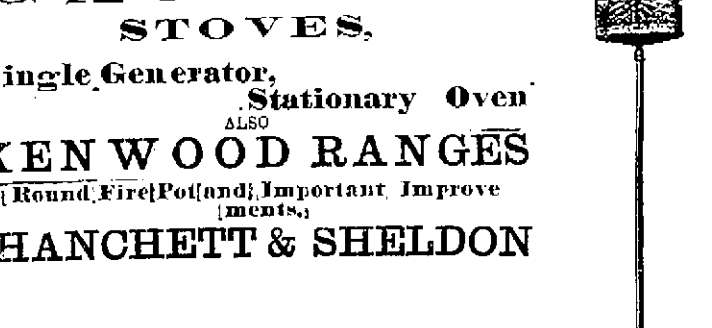 STOVES,
ingle Generator,
Stationary Oven
ALSO
KENWOOD RANGES
Round Fire Pot and Important Improve
ments.
HANCHETT & SHELDON